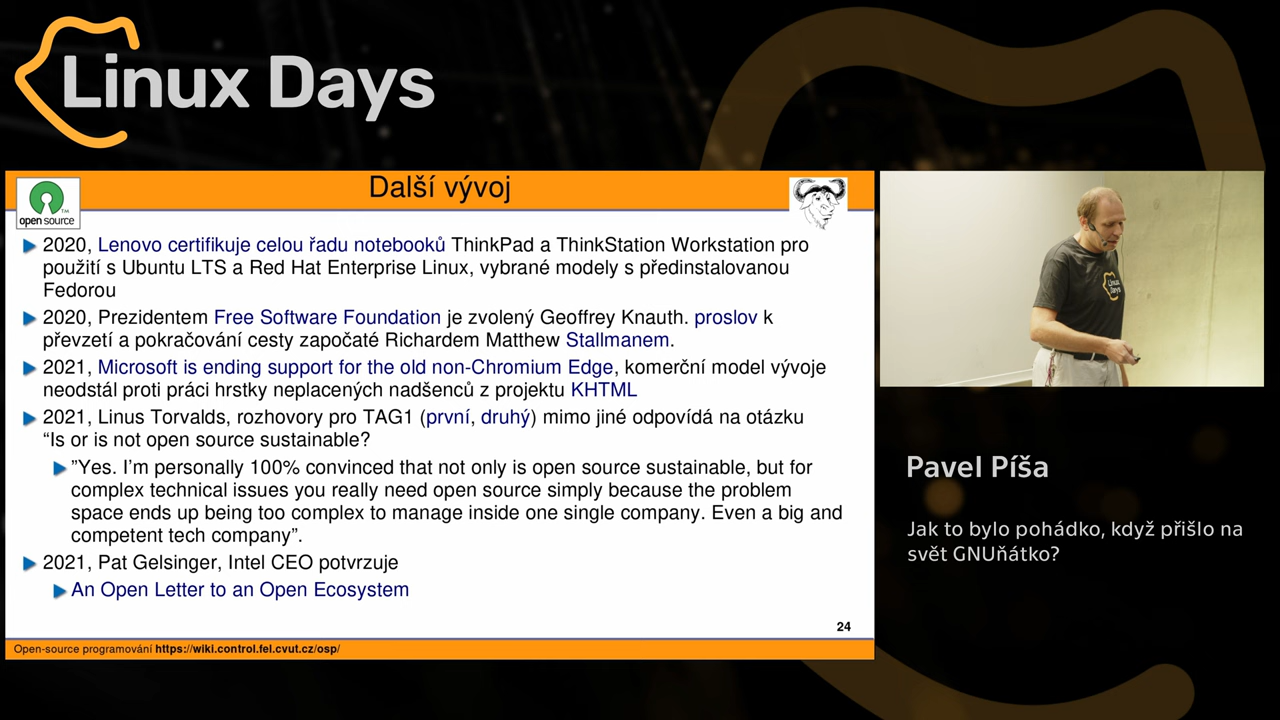 Linux Days
Další vývoj
open source
TM
2020, Lenovo certifikuje celou řadu notebooků ThinkPad a ThinkStation Workstation pro
použití s Ubuntu LTS a Red Hat Enterprise Linux, vybrané modely s předinstalovanou
Fedorou
2020, Prezidentem Free Software Foundation je zvolený Geoffrey Knauth. proslov k
převzetí a pokračování cesty započaté Richardem Matthew Stallmanem.
2021, Microsoft is ending support for the old non-Chromium Edge, komerční model vývoje
neodstál proti práci hrstky neplacených nadšenců z projektu KHTML
2021, Linus Torvalds, rozhovory pro TAG1 (první, druhý) mimo jiné odpovídá na otázku
“Is or is not open source sustainable?
”Yes. I’m personally 100% convinced that not only is open source sustainable, but for
complex technical issues you really need open source simply because the problem
space ends up being too complex to manage inside one single company. Even a big and
competent tech company”.
2021, Pat Gelsinger, Intel CEO potvrzuje
An Open Letter to an Open Ecosystem
24
Open-source programování https://wiki.control.fel.cvut.cz/osp/
Linux
Days
Pavel Píša
Jak to bylo pohádko, když přišlo na
svět GNUňátko?